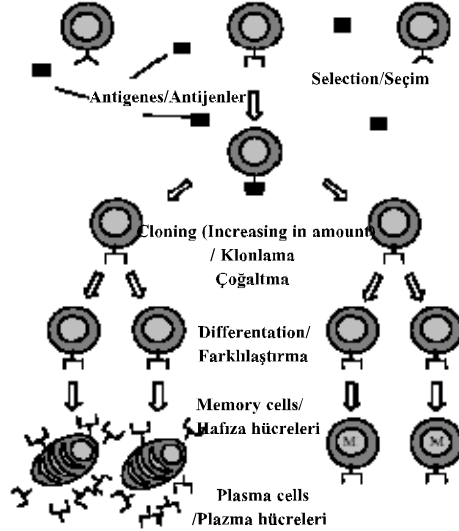 Selection/Seçim
Antigenes/Antijenler
Cloning (Increasing in amount)
/ Klonlama
Çoğaltma
Differentation/
Farklılaştırma
Memory cells/
Hafıza hücreleri
M
M
Plasma cells
/Plazma hücreleri